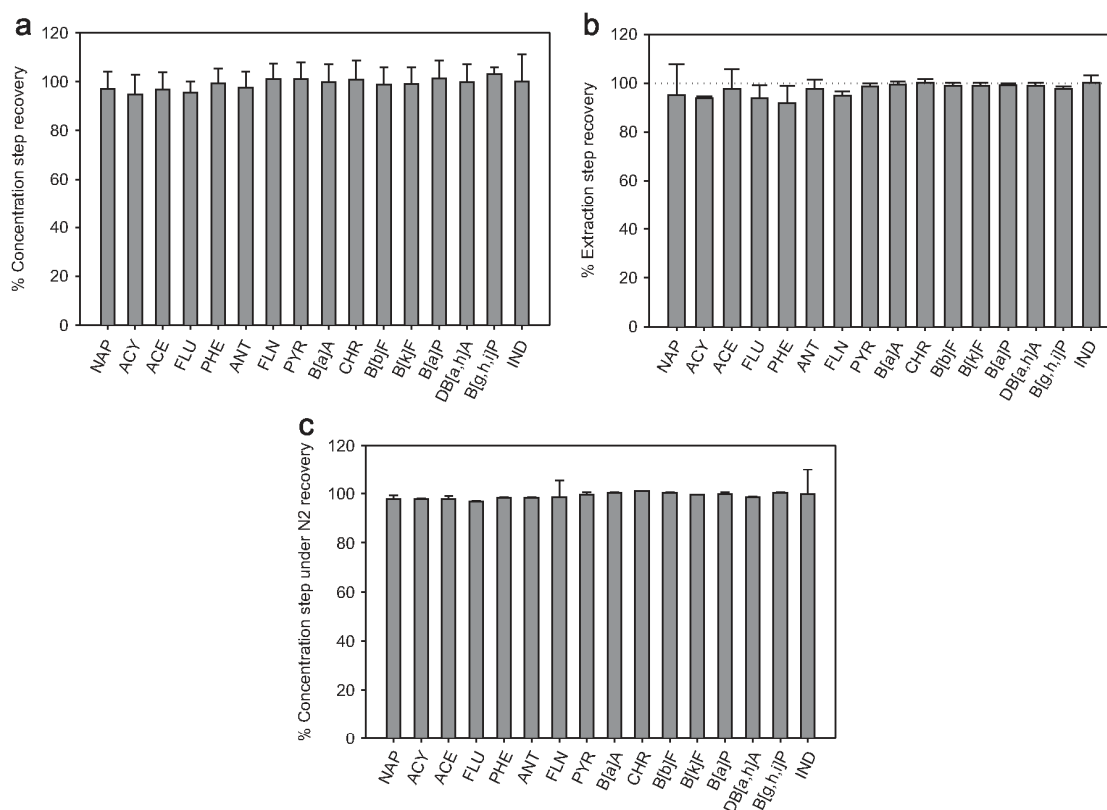 a
% Concentration step recovery
120
100
80
60
40
20
0
NAP
ACY
ACE
FLU
PHE
ANT
FLN
PYR
B[a]A
CHR
B[b]F
B[k]F
B[a]P
DB[a,h]A
B[g,h,i]P
IND
b
% Extraction step recovery
120
100
80
60
40
20
0
NAP
ACY
ACE
FLU
PHE
ANT
FLN
PYR
B[a]A
CHR
B[b]F
B[k]F
B[a]P
DB[a,h]A
B[g,h,i]P
IND
c
% Concentration step under N2 recovery
120
100
80
60
40
20
0
NAP
ACY
ACE
FLU
PHE
ANT
FLN
PYR
B[a]A
CHR
B[b]F
B[k]F
B[a]P
DB[a,h]A
B[g,h,i]P
IND